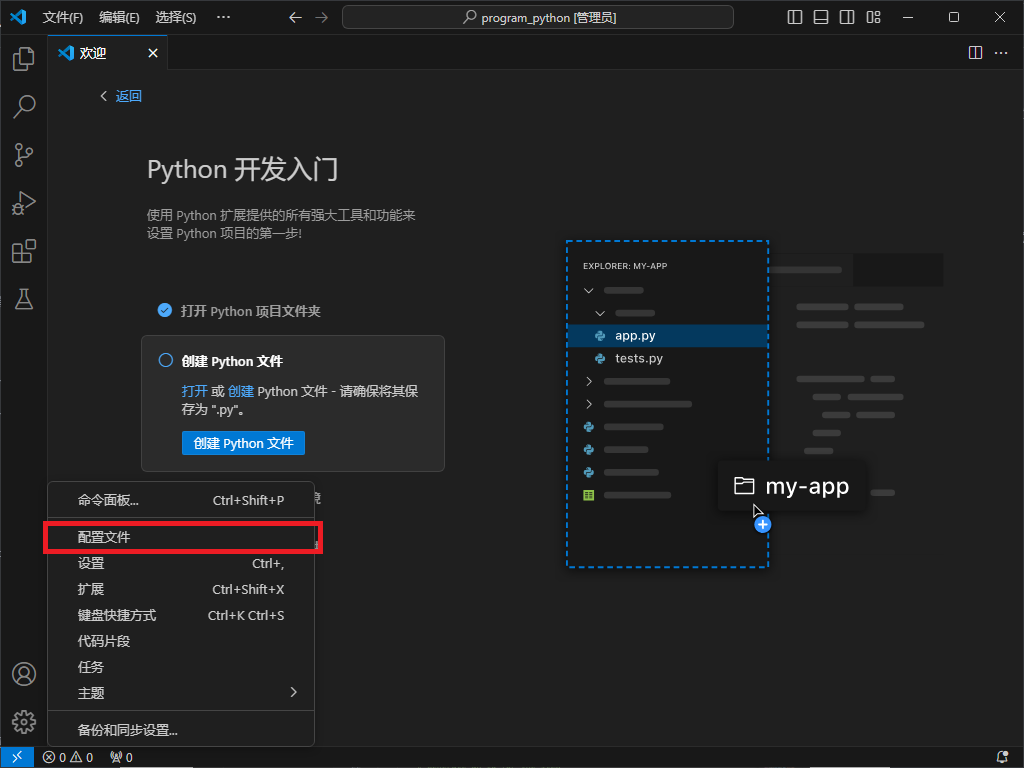 文件(F) 编辑(E) 选择(S) ··· program_python [管理员]
欢迎
返回
Python 开发入门
使用 Python 扩展提供的所有强大工具和功能来
设置 Python 项目的第一步!
打开 Python 项目文件夹
创建 Python 文件
打开 或 创建 Python 文件 - 请确保将其保
存为 ".py"。
创建 Python 文件
EXPLORER: MY-APP
app.py
tests.py
my-app
命令面板... Ctrl+Shift+P
配置文件
设置 Ctrl+,
扩展 Ctrl+Shift+X
键盘快捷方式 Ctrl+K Ctrl+S
代码片段
任务
主题
备份和同步设置...
0 0 0